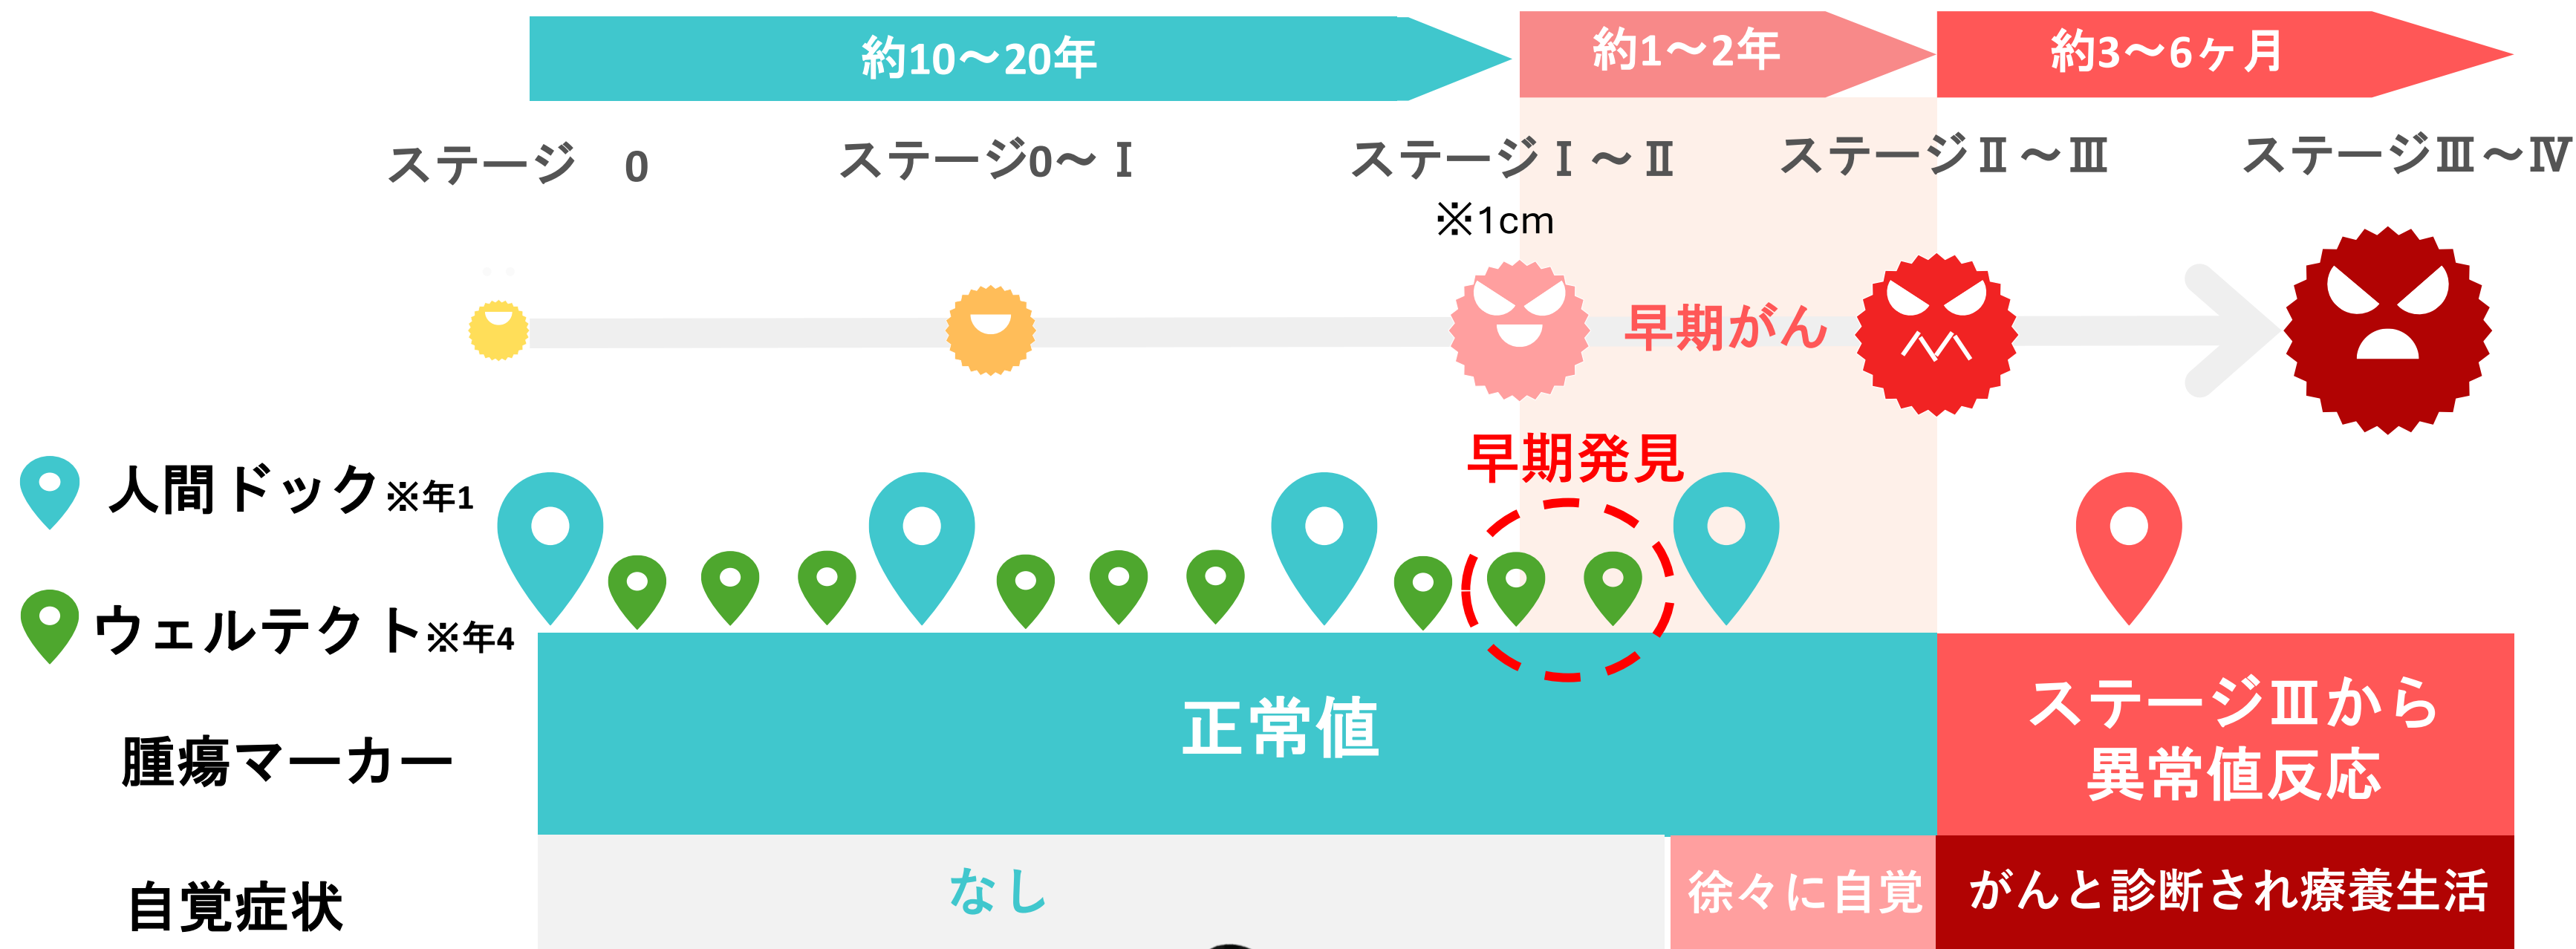 約10～20年
約1～2年
約3～6ヶ月
ステージ　0
ステージ0～Ⅰ
ステージⅠ～Ⅱ
ステージⅡ～Ⅲ
ステージⅢ～Ⅳ
※1cm
早期がん
早期発見
人間ドック※年1
ウェルテクト※年4
腫瘍マーカー
正常値
ステージⅢから
異常値反応
自覚症状
なし
徐々に自覚
がんと診断され療養生活